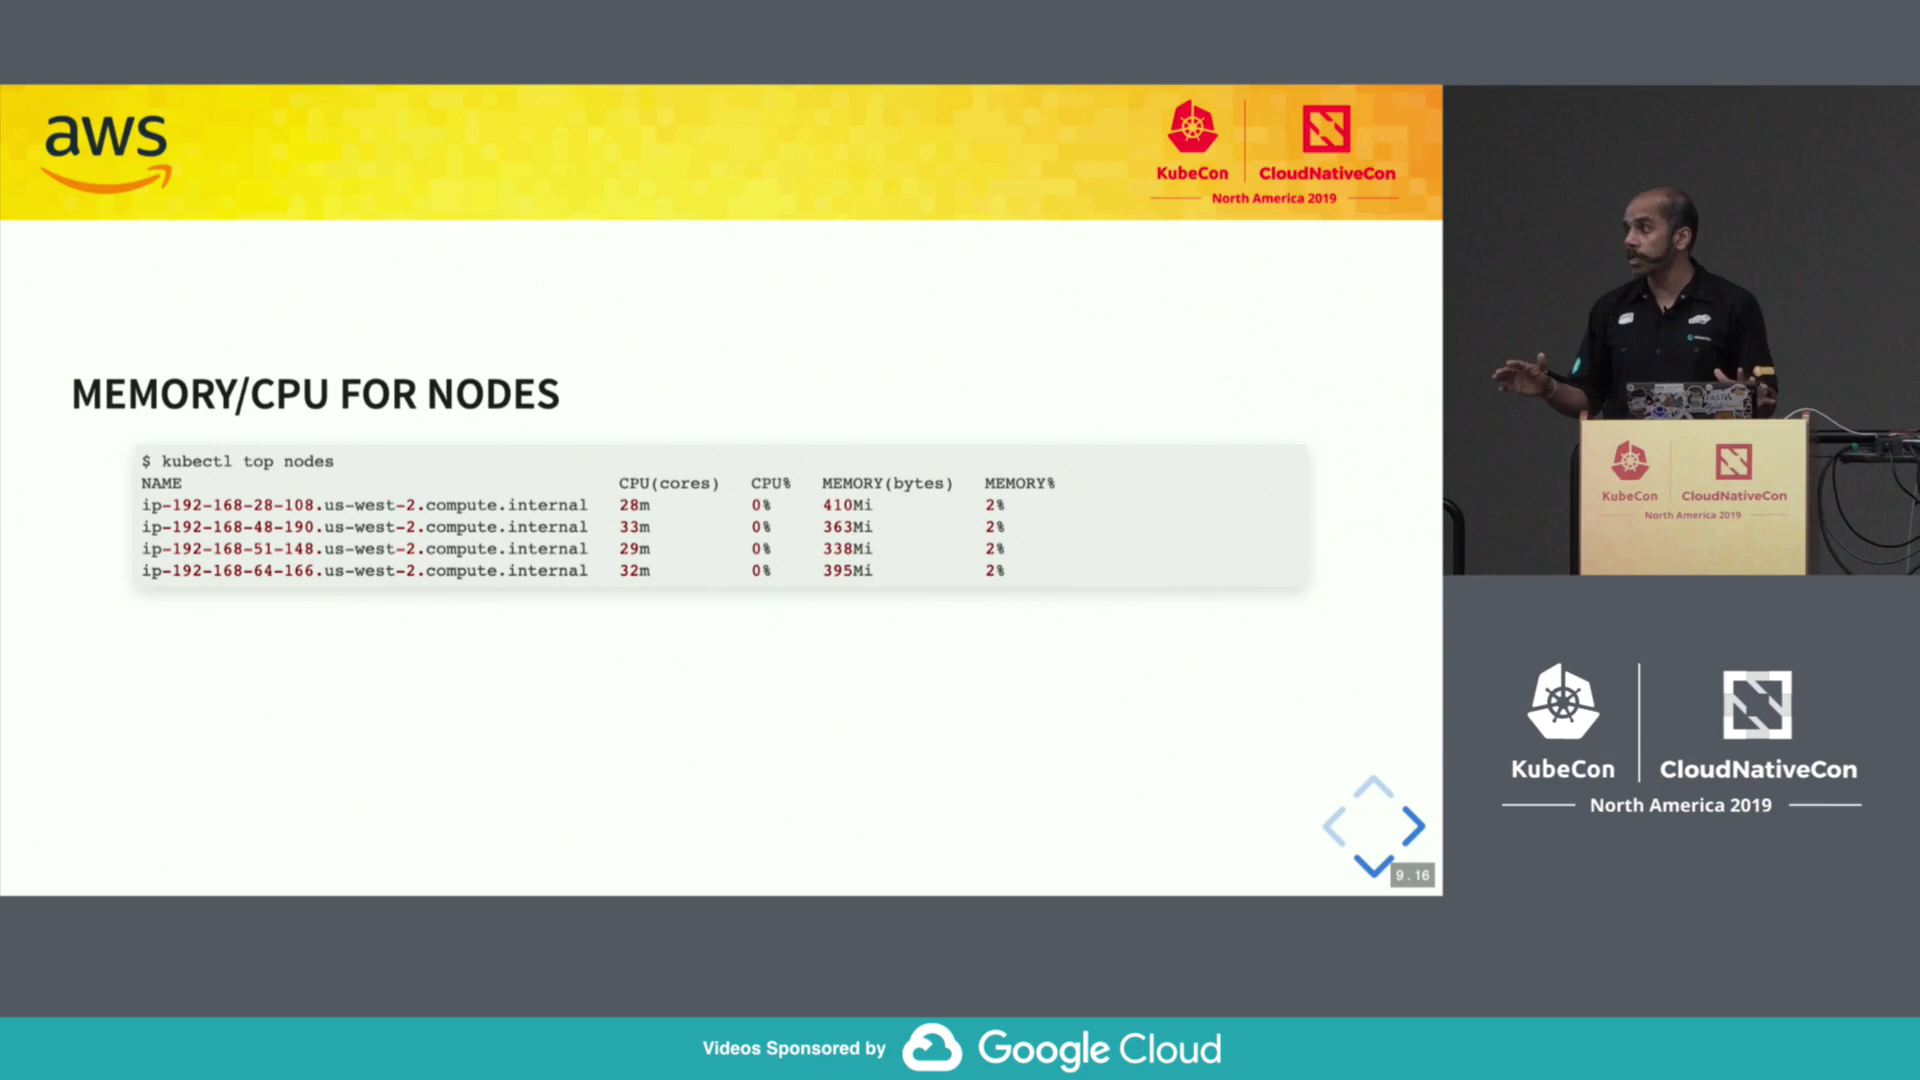 aws
KubeCon
CloudNativeCon
North America 2019
MEMORY/CPU FOR NODES
$ kubectl top nodes
NAME CPU(cores) CPU% MEMORY(bytes) MEMORY%
ip-192-168-28-108.us-west-2.compute.internal 28m 0% 410Mi 2%
ip-192-168-48-190.us-west-2.compute.internal 33m 0% 363Mi 2%
ip-192-168-51-148.us-west-2.compute.internal 29m 0% 338Mi 2%
ip-192-168-64-166.us-west-2.compute.internal 32m 0% 395Mi 2%
9.16
KubeCon
CloudNativeCon
North America 2019
KubeCon
CloudNativeCon
North America 2019
Videos Sponsored by Google Cloud